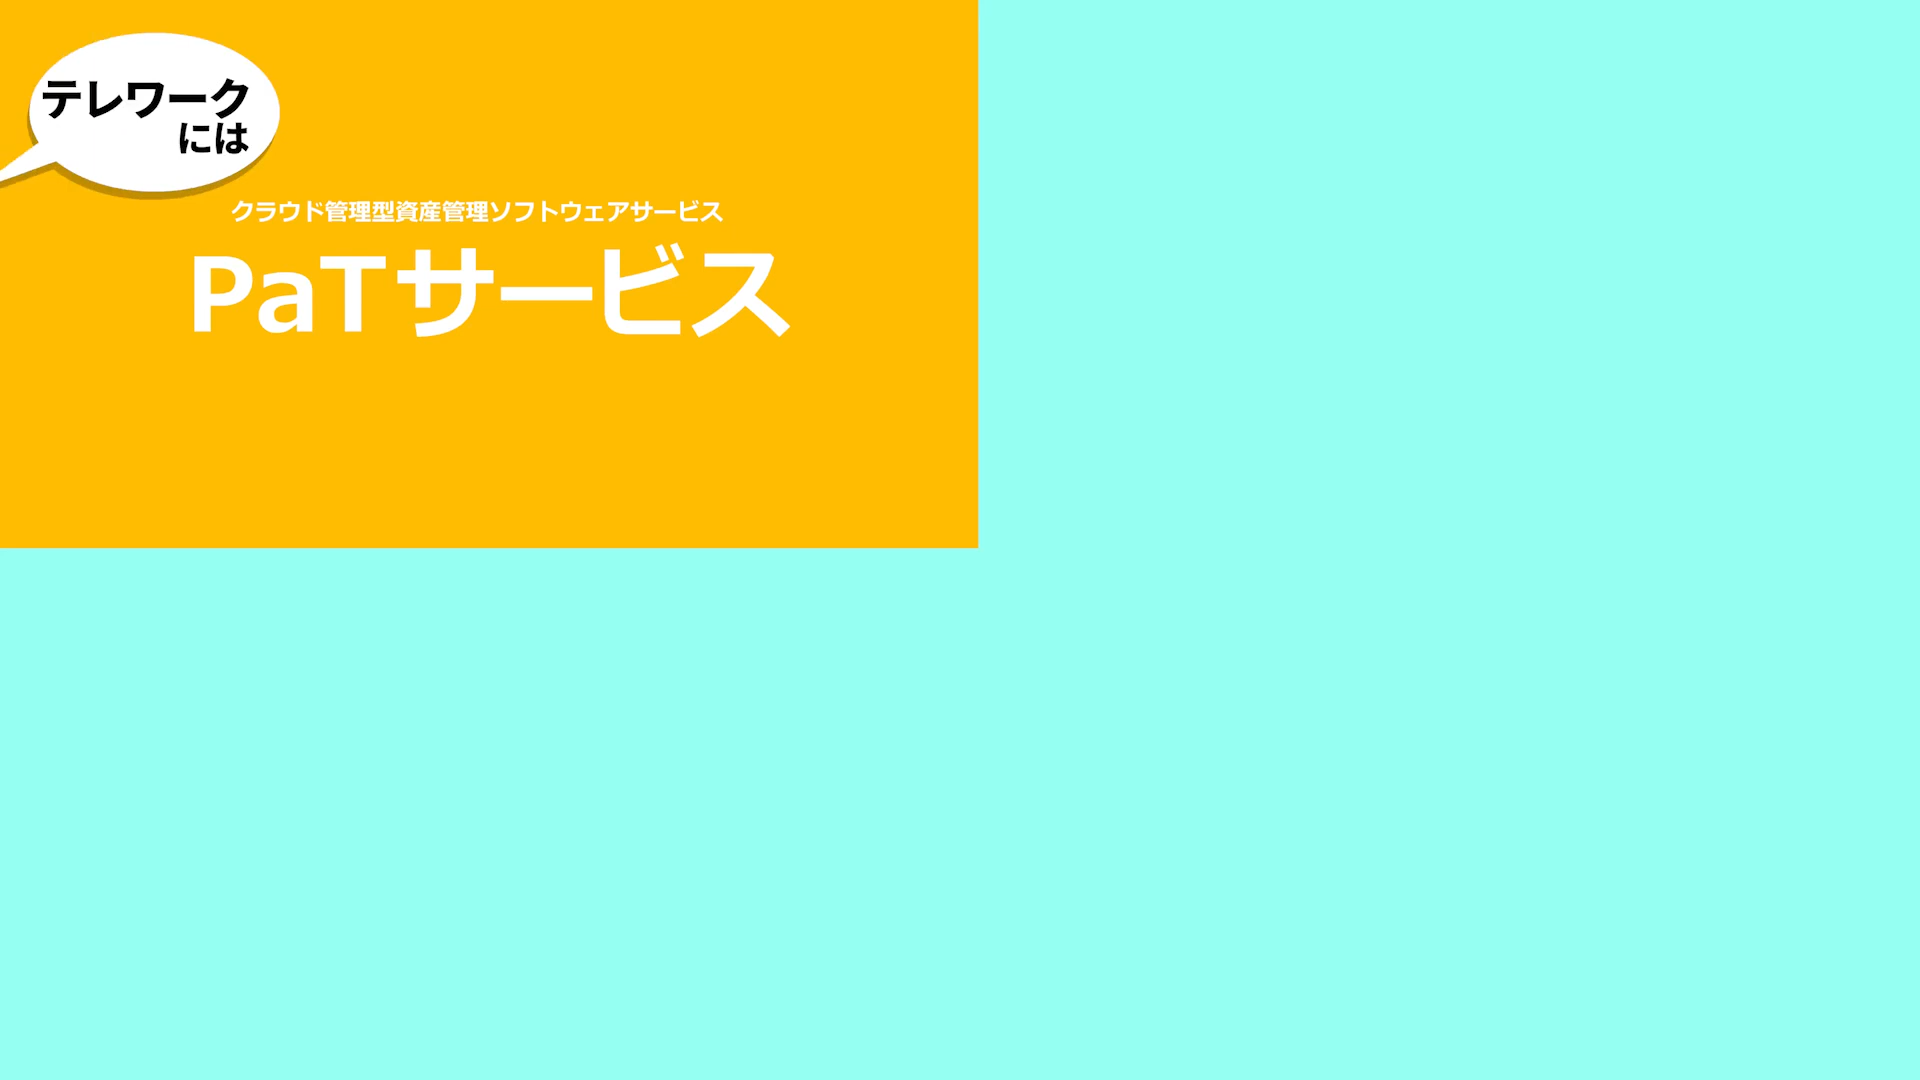 テレワーク
には
クラウド管理型資産管理ソフトウェアサービス
PaTサービス